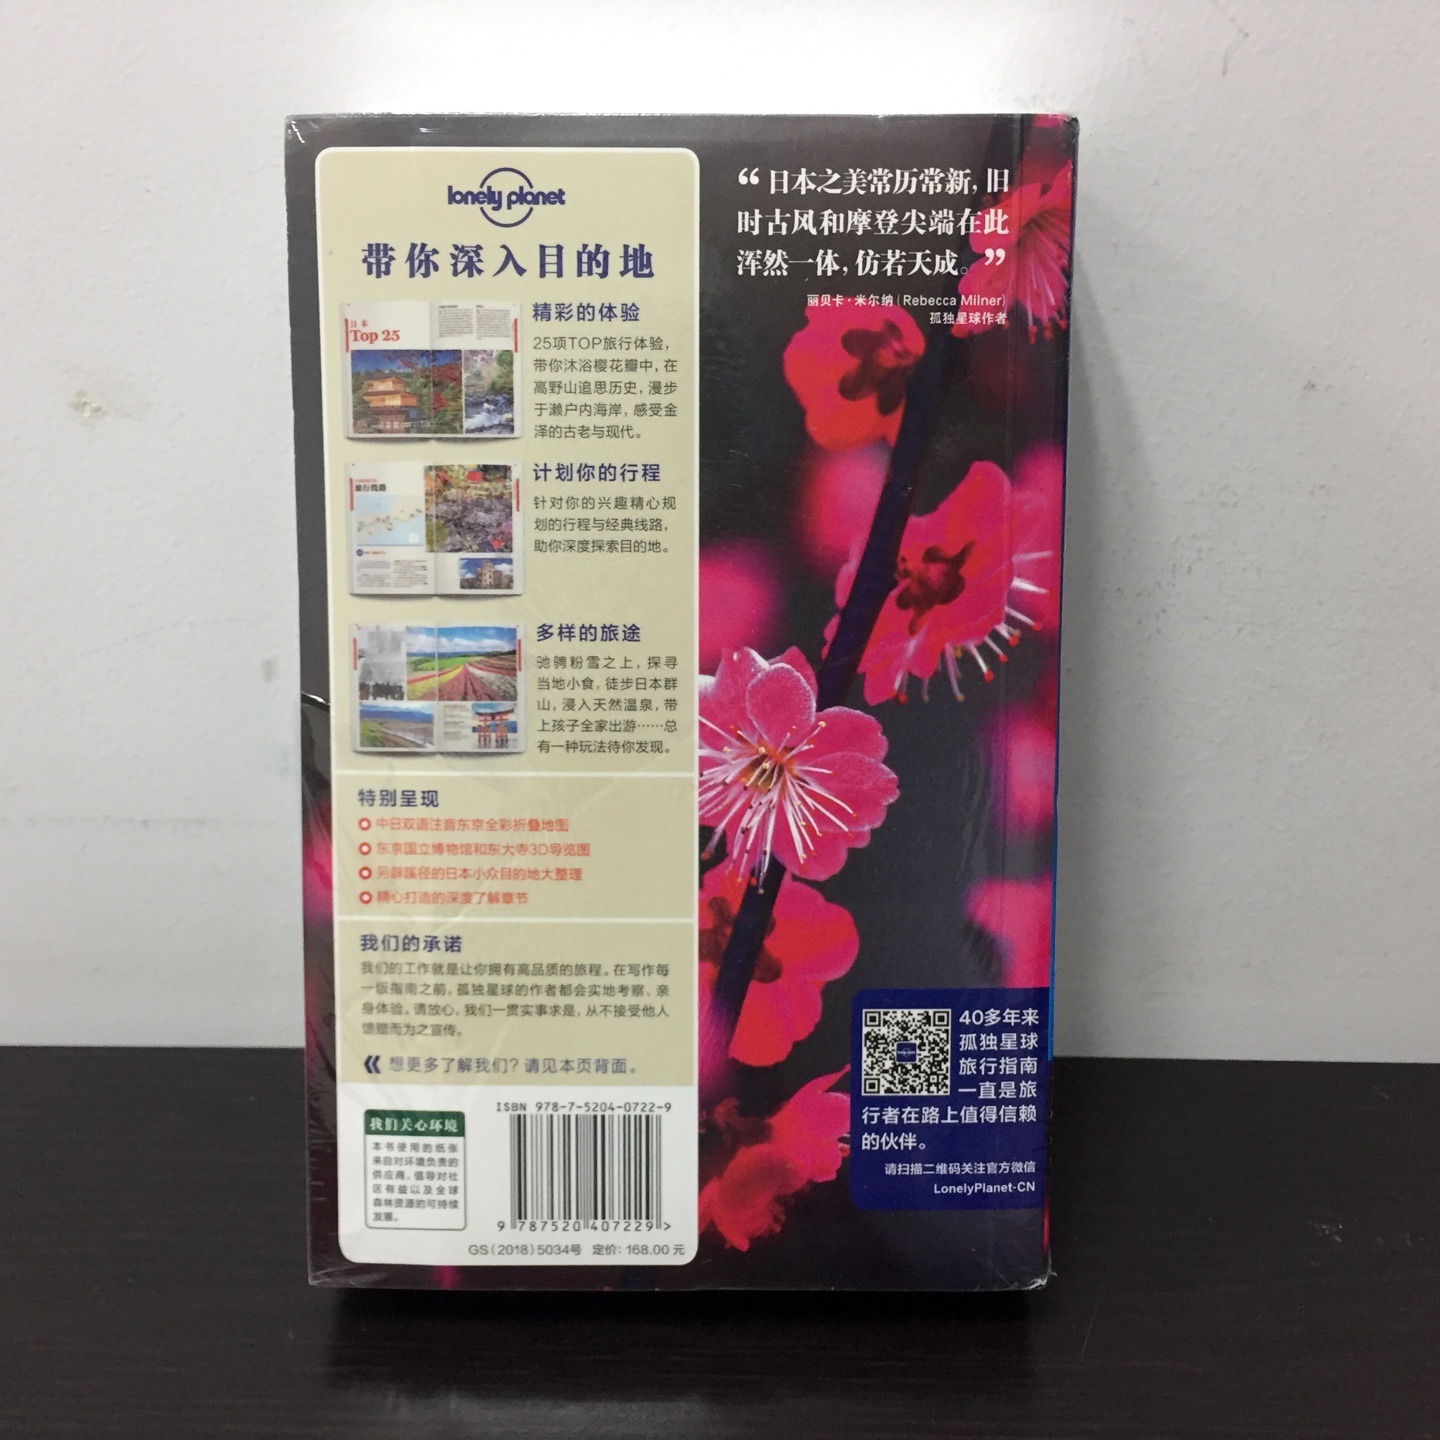 lonely planet
带你深入目的地
日本
Top 25
精彩的体验
25项TOP旅行体验，
带你沐浴樱花瓣中，在
高野山追思历史，漫步
于濑户内海岸，感受金
泽的古老与现代。
旅行线路
计划你的行程
针对你的兴趣精心规
划的行程与经典线路，
助你深度探索目的地。
多样的旅途
驰骋粉雪之上，探寻
当地小食，徒步日本群
山，浸入天然温泉，带
上孩子全家出游……总
有一种玩法待你发现。
特别呈现
中日双语注音东京全彩折叠地图
东京国立博物馆和东大寺3D导览图
另辟蹊径的日本小众目的地大整理
精心打造的深度了解章节
我们的承诺
我们的工作就是让你拥有高品质的旅程。在写作每
一版指南之前，孤独星球的作者都会实地考察、亲
身体验。请放心，我们一贯实事求是，从不接受他人
馈赠而为之宣传。
《 想更多了解我们？请见本页背面。
我们关心环境
本书使用的纸张
来自对环境负责的
供应商，倡导对社
区有益以及全球
森林资源的可持续
发展。
ISBN 978-7-5204-0722-9
9 787520 407229 >
GS（2018）5034号 定价：168.00 元
“日本之美常历常新，旧
时古风和摩登尖端在此
浑然一体，仿若天成。”
丽贝卡·米尔纳（Rebecca Milner）
孤独星球作者
40多年来
孤独星球
旅行指南
一直是旅
行者在路上值得信赖
的伙伴。
请扫描二维码关注官方微信
LonelyPlanet-CN